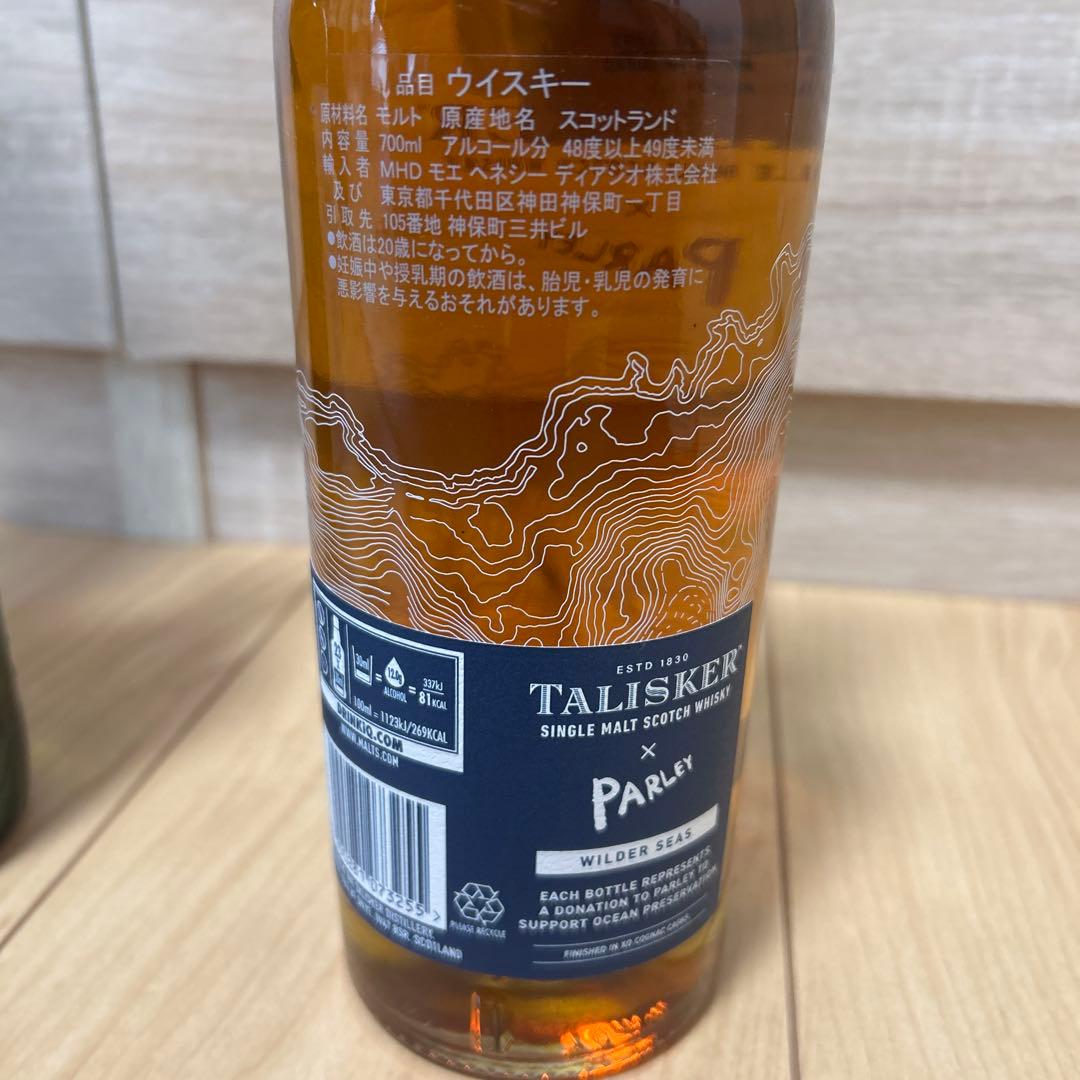 品目 ウイスキー
原材料名 モルト 原産地名 スコットランド
内容量 700ml アルコール分 48度以上49度未満
輸入者 MHD モエ ヘネシー ディアジオ株式会社
及び 東京都千代田区神田神保町一丁目
引取先 105番地 神保町三井ビル
●飲酒は20歳になってから。
●妊娠中や授乳期の飲酒は、胎児・乳児の発育に
悪影響を与えるおそれがあります。
30ml = ALCOHOL = 337kJ
81KCAL
100ml = 1123kJ/269KCAL
DRINKIQ.COM
WWW.MALTS.COM
073255 >
DISTILLERY,
SCOTLAND
PLEASE RECYCLE
ESTD 1830
TALISKER™
SINGLE MALT SCOTCH WHISKY
×
PARLEY
WILDER SEAS
EACH BOTTLE REPRESENTS
A DONATION TO PARLEY TO
SUPPORT OCEAN PRESERVATION
FINISHED IN XO COGNAC CASKS
PARLEY